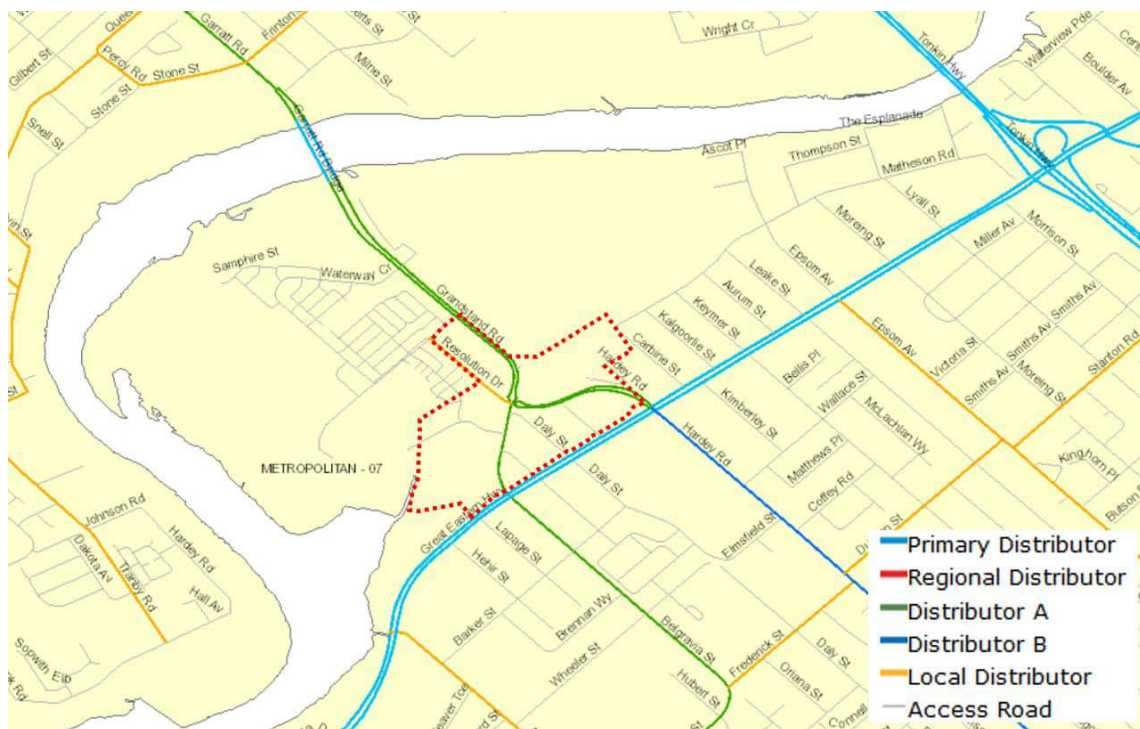 Garratt Rd
Frinton
Gilbert St
Percy Rd
Stone St
Stone St
Milne St
Snell St
Wright Cr
Tonkin Hwy
Waterview Pde
Boulder Av
Garratt Rd Bridge
The Esplanade
Tonkin Hwy
Ascot Pl
Thompson St
Matheson Rd
Lyall St
Moreing St
Miller Av
Morrison St
Samphire St
Waterway Ct
Epsom Av
Leake St
Aurum St
Keymer St
Kalgoorlie St
Carbine St
Grandstand Rd
Resolution Dr
Hardey Rd
Epsom Av
Victoria St
Smiths Av
Smiths Av
Smiths Av
Stanton Rd
Moreing St
Bellis Pl
Wallace St
McLachlan Wy
Kimberley St
Daly St
Hardey Rd
Matthews Pl
Coffey Rd
Kinghorn Pl
Butson
METROPOLITAN - 07
Daly St
Great Eastern Hwy
Elmsfield St
Johnson Rd
Hardey Rd
Dakota Av
Tranby Rd
Hall Av
Lapage St
Hehir St
Barker St
Brennan Wy
Wheeler St
Belgravia St
Frederick St
Daly St
Hubert St
Oriana St
Connell
Primary Distributor
Regional Distributor
Distributor A
Distributor B
Local Distributor
Access Road